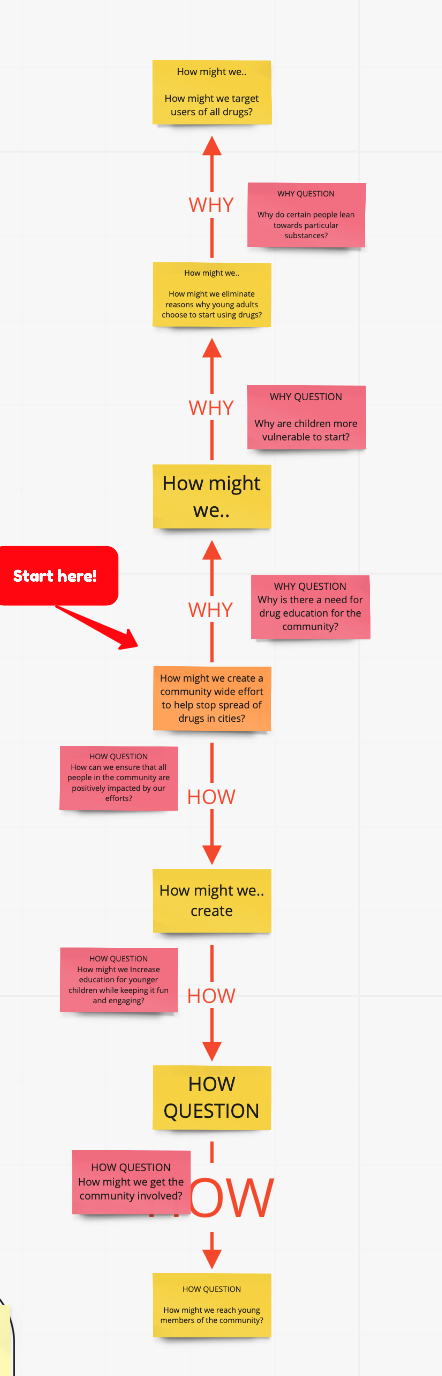 How might we..
How might we target
users of all drugs?
WHY
WHY QUESTION
Why do certain people lean
towards particular
substances?
How might we..
How might we eliminate
reasons why young adults
choose to start using drugs?
WHY
WHY QUESTION
Why are children more
vulnerable to start?
How might
we..
Start here!
WHY
WHY QUESTION
Why is there a need for
drug education for the
community?
How might we create a
community wide effort
to help stop spread of
drugs in cities?
HOW QUESTION
How can we ensure that all
people in the community are
positively impacted by our
efforts?
HOW
How might we..
create
HOW QUESTION
How might we Increase
education for younger
children while keeping it fun
and engaging?
HOW
HOW
QUESTION
HOW QUESTION
How might we get the
community involved?
HOW
HOW QUESTION
How might we reach young
members of the community?